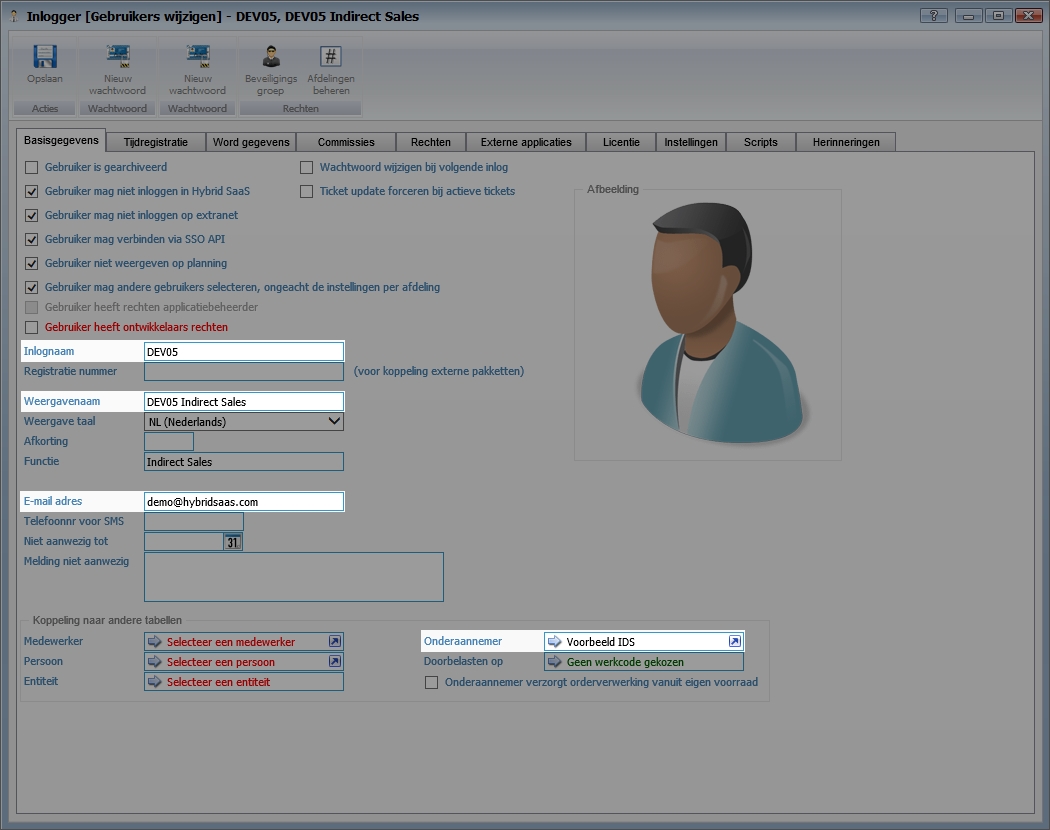 Inlogger [Gebruikers wijzigen] - DEV05, DEV05 Indirect Sales
?
Opslaan
Nieuw wachtwoord
Nieuw wachtwoord
Beveiligings groep
#
Afdelingen beheren
Acties
Wachtwoord
Wachtwoord
Rechten
Basisgegevens
Tijdregistratie
Word gegevens
Commissies
Rechten
Externe applicaties
Licentie
Instellingen
Scripts
Herinneringen
Gebruiker is gearchiveerd
Wachtwoord wijzigen bij volgende inlog
Gebruiker mag niet inloggen in Hybrid SaaS
Ticket update forceren bij actieve tickets
Afbeelding
Gebruiker mag niet inloggen op extranet
Gebruiker mag verbinden via SSO API
Gebruiker niet weergeven op planning
Gebruiker mag andere gebruikers selecteren, ongeacht de instellingen per afdeling
Gebruiker heeft rechten applicatiebeheerder
Gebruiker heeft ontwikkelaars rechten
Inlognaam DEV05
Registratie nummer (voor koppeling externe pakketten)
Weergavenaam DEV05 Indirect Sales
Weergave taal NL (Nederlands)
Afkorting
Functie Indirect Sales
E-mail adres demo@hybridsaas.com
Telefoonnr voor SMS
Niet aanwezig tot 31
Melding niet aanwezig
Koppeling naar andere tabellen
Medewerker Selecteer een medewerker
Onderaannemer Voorbeeld IDS
Persoon Selecteer een persoon
Doorbelasten op Geen werkcode gekozen
Entiteit Selecteer een entiteit
Onderaannemer verzorgt orderverwerking vanuit eigen voorraad